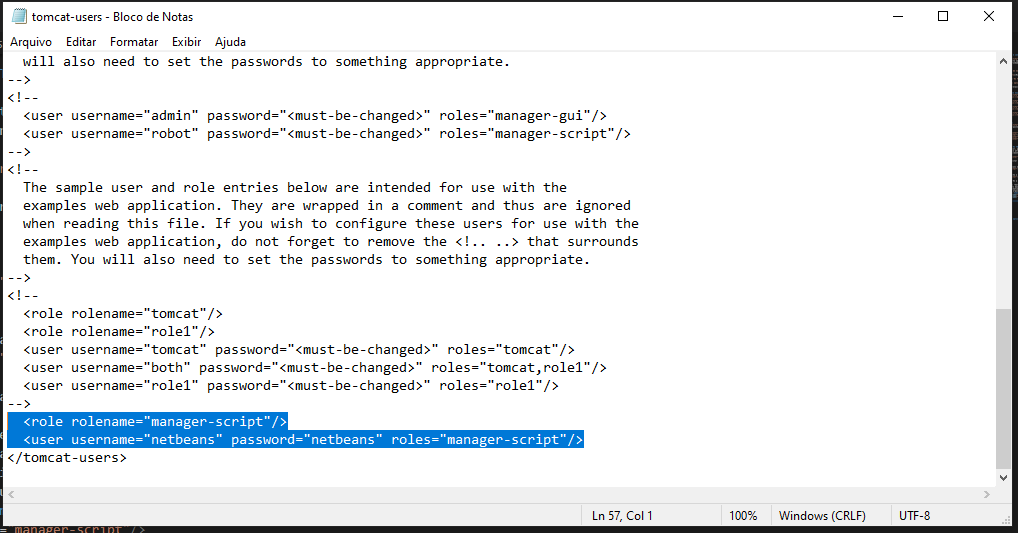 tomcat-users - Bloco de Notas
Arquivo Editar Formatar Exibir Ajuda
will also need to set the passwords to something appropriate.
-->
<!--
<user username="admin" password="<must-be-changed>" roles="manager-gui"/>
<user username="robot" password="<must-be-changed>" roles="manager-script"/>
-->
<!--
The sample user and role entries below are intended for use with the
examples web application. They are wrapped in a comment and thus are ignored
when reading this file. If you wish to configure these users for use with the
examples web application, do not forget to remove the <!.. ..> that surrounds
them. You will also need to set the passwords to something appropriate.
-->
<!--
<role rolename="tomcat"/>
<role rolename="role1"/>
<user username="tomcat" password="<must-be-changed>" roles="tomcat"/>
<user username="both" password="<must-be-changed>" roles="tomcat,role1"/>
<user username="role1" password="<must-be-changed>" roles="role1"/>
-->
<role rolename="manager-script"/>
<user username="netbeans" password="netbeans" roles="manager-script"/>
</tomcat-users>
Ln 57, Col 1 100% Windows (CRLF) UTF-8